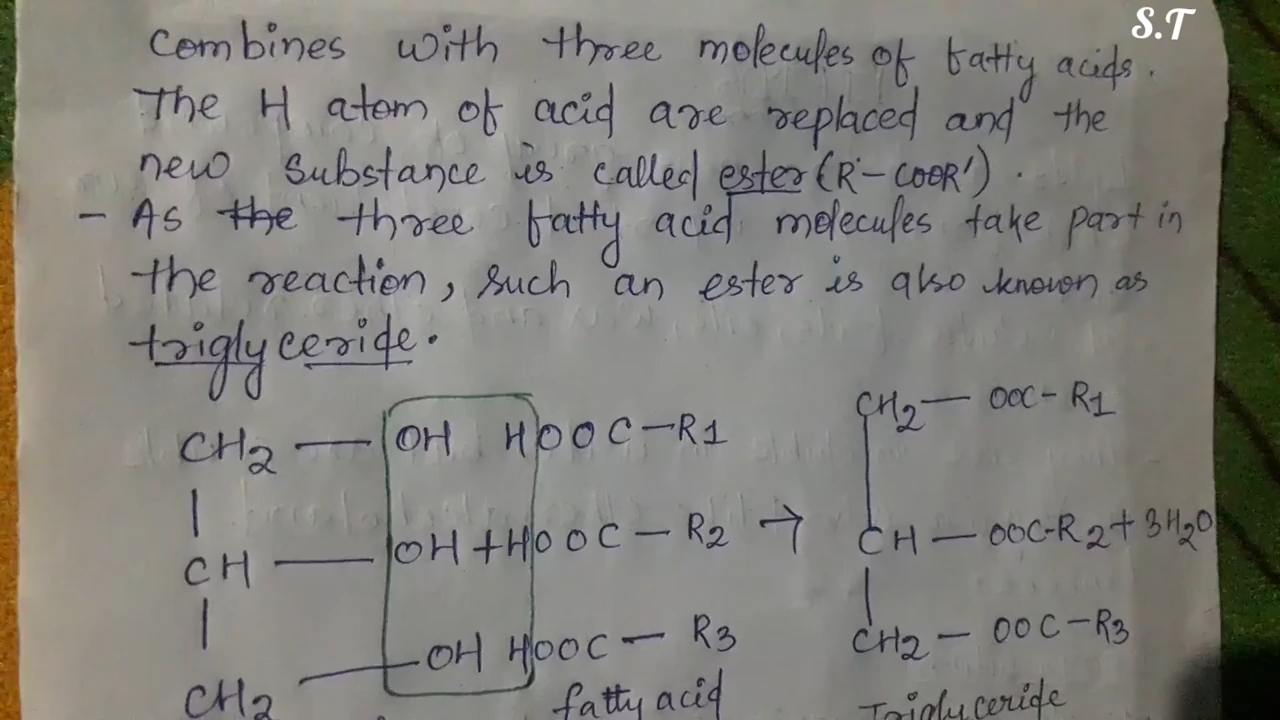 S.T
combines with three molecules of fatty acids.
The H atom of acid are replaced and the
new substance is called ester (R-COOR').
- As the three fatty acid molecules take part in
the reaction, such an ester is also known as
triglyceride.
CH2 — OH HOOC — R1 CH2 — OOC- R1
|
CH — OH + HOOC — R2 → CH — OOC-R2 + 3H2O
| |
CH2 — OH HOOC — R3 CH2 — OOC-R3
fatty acid Triglyceride